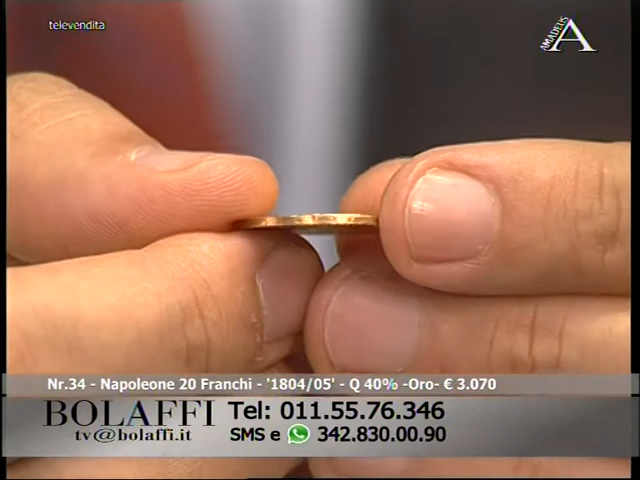 televendita
AMADEUS
A
Nr.34 - Napoleone 20 Franchi - '1804/05' - Q 40% -Oro- € 3.070
BOLAFFI
tv@bolaffi.it
Tel: 011.55.76.346
SMS e 342.830.00.90